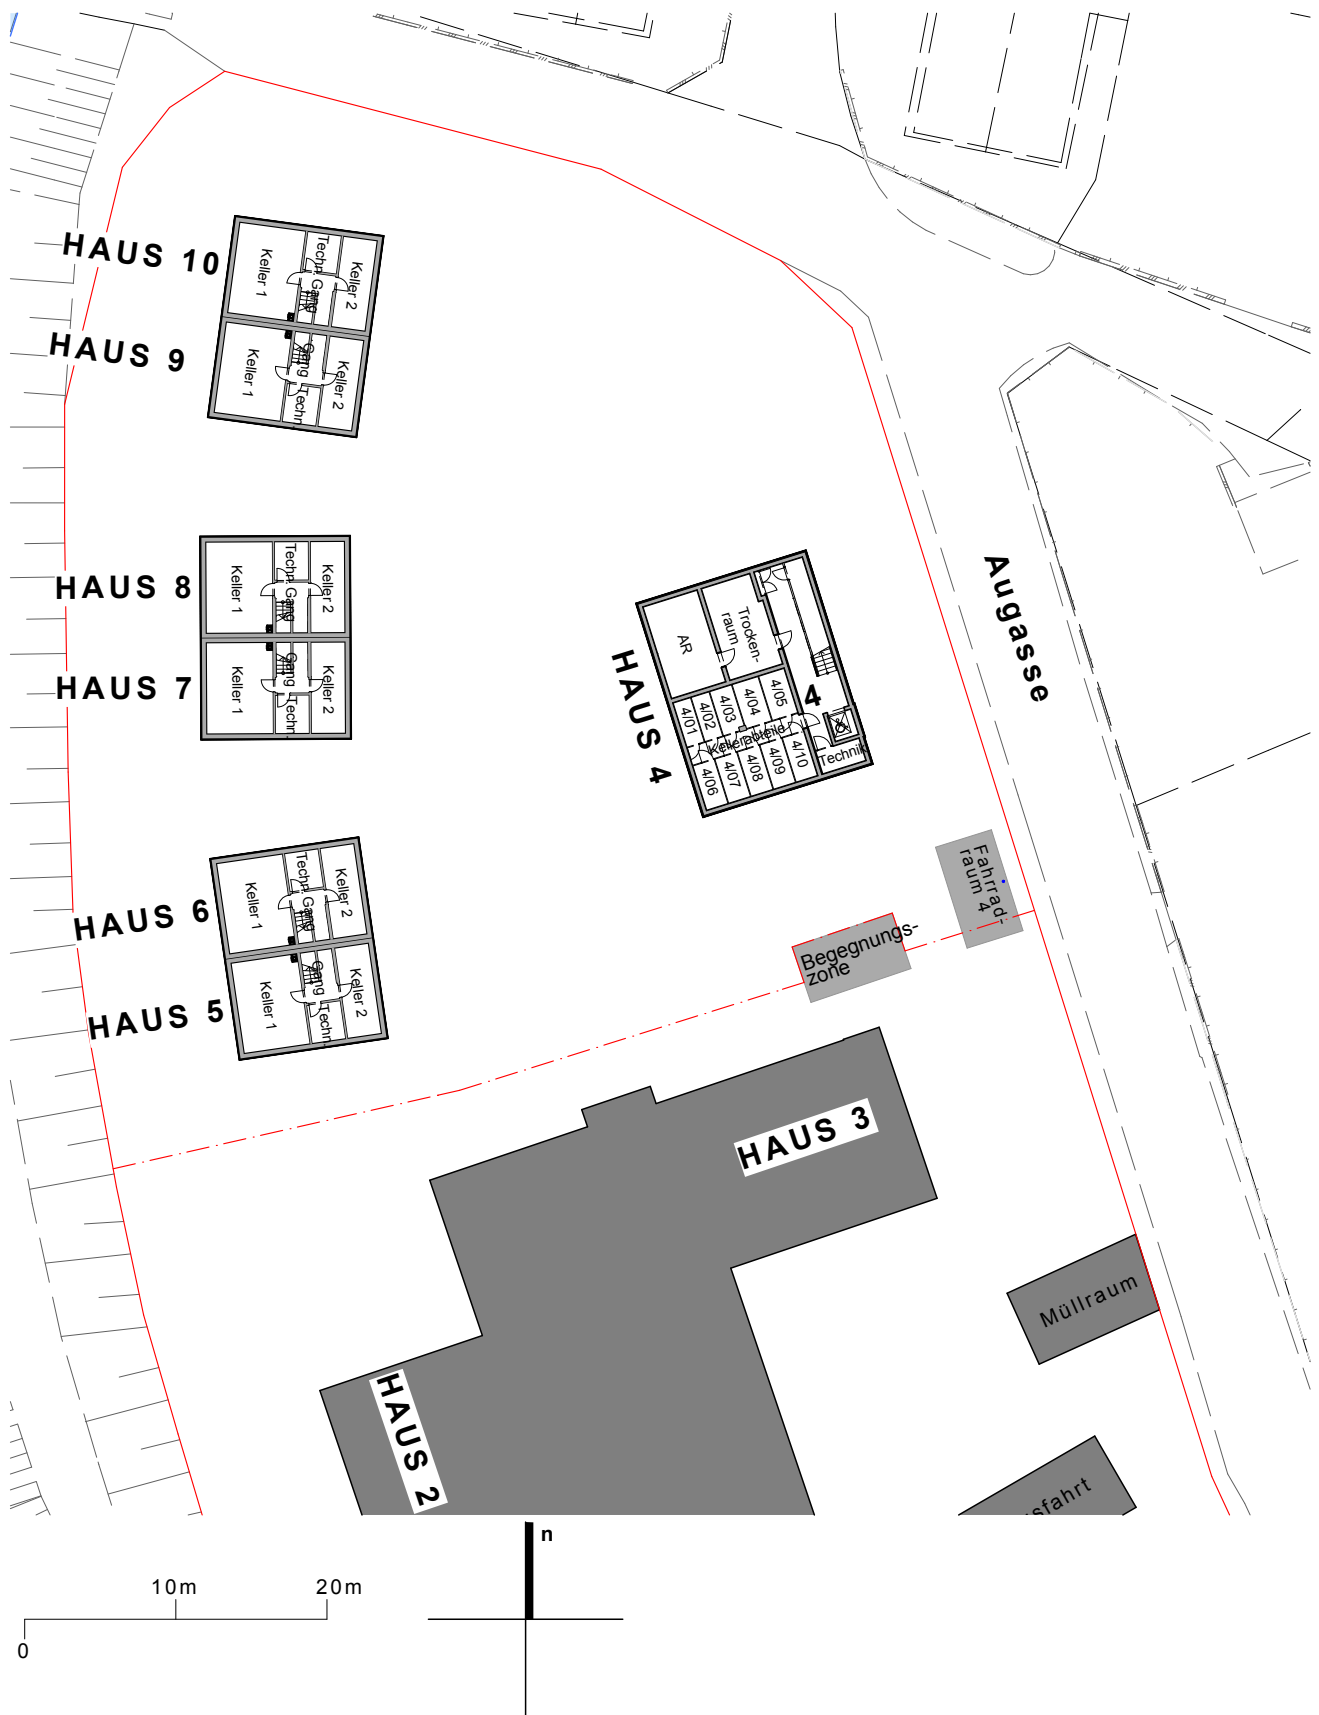 HAUS 10
Keller 1
Techn.
Gang
Keller 2
HAUS 9
Keller 1
Gang
Techn.
Keller 2
HAUS 8
Keller 1
Techn.
Gang
Keller 2
HAUS 7
Keller 1
Gang
Techn.
Keller 2
HAUS 6
Keller 1
Techn.
Gang
Keller 2
HAUS 5
Keller 1
Gang
Techn.
Keller 2
HAUS 4
AR
Trocken-
raum
4
4/01
4/02
4/03
4/04
4/05
Kellerabteile
4/06
4/07
4/08
4/09
4/10
Technik
Augasse
Fahrrad-
raum 4
Begegnungs-
zone
HAUS 3
Müllraum
HAUS 2
sfahrt
n
10m
20m
0